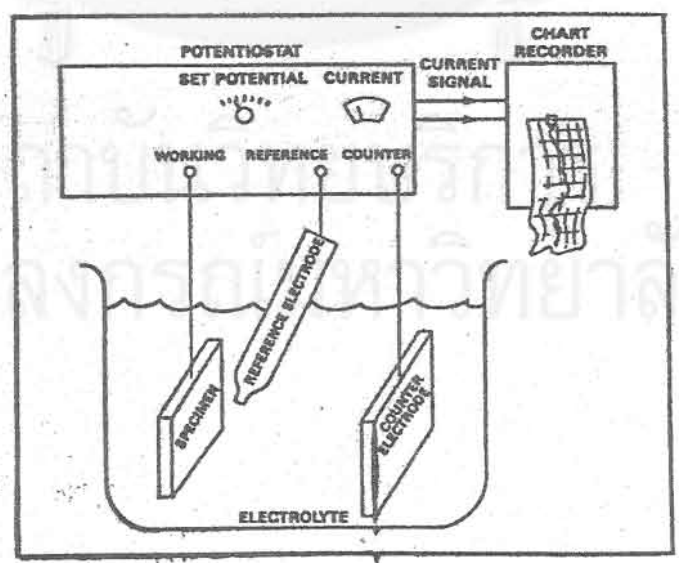 POTENTIOSTAT
SET POTENTIAL
CURRENT
WORKING
REFERENCE
COUNTER
CURRENT
SIGNAL
CHART
RECORDER
REFERENCE ELECTRODE
SPECIMEN
COUNTER
ELECTRODE
ELECTROLYTE